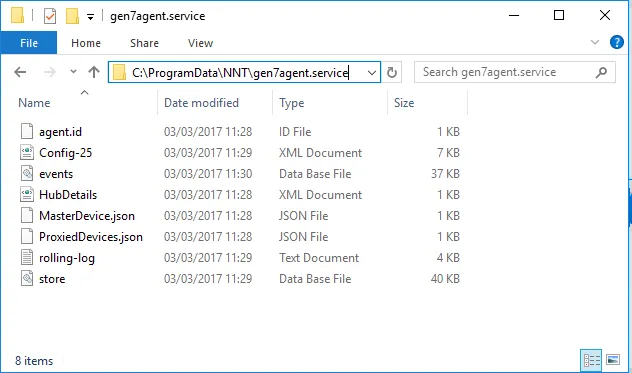 gen7agent.service
File Home Share View
C:\ProgramData\NNT\gen7agent.service Search gen7agent.service
Name Date modified Type Size
agent.id 03/03/2017 11:28 ID File 1 KB
Config-25 03/03/2017 11:29 XML Document 7 KB
events 03/03/2017 11:30 Data Base File 37 KB
HubDetails 03/03/2017 11:28 XML Document 1 KB
MasterDevice.json 03/03/2017 11:28 JSON File 1 KB
ProxiedDevices.json 03/03/2017 11:28 JSON File 1 KB
rolling-log 03/03/2017 11:29 Text Document 4 KB
store 03/03/2017 11:29 Data Base File 40 KB
8 items